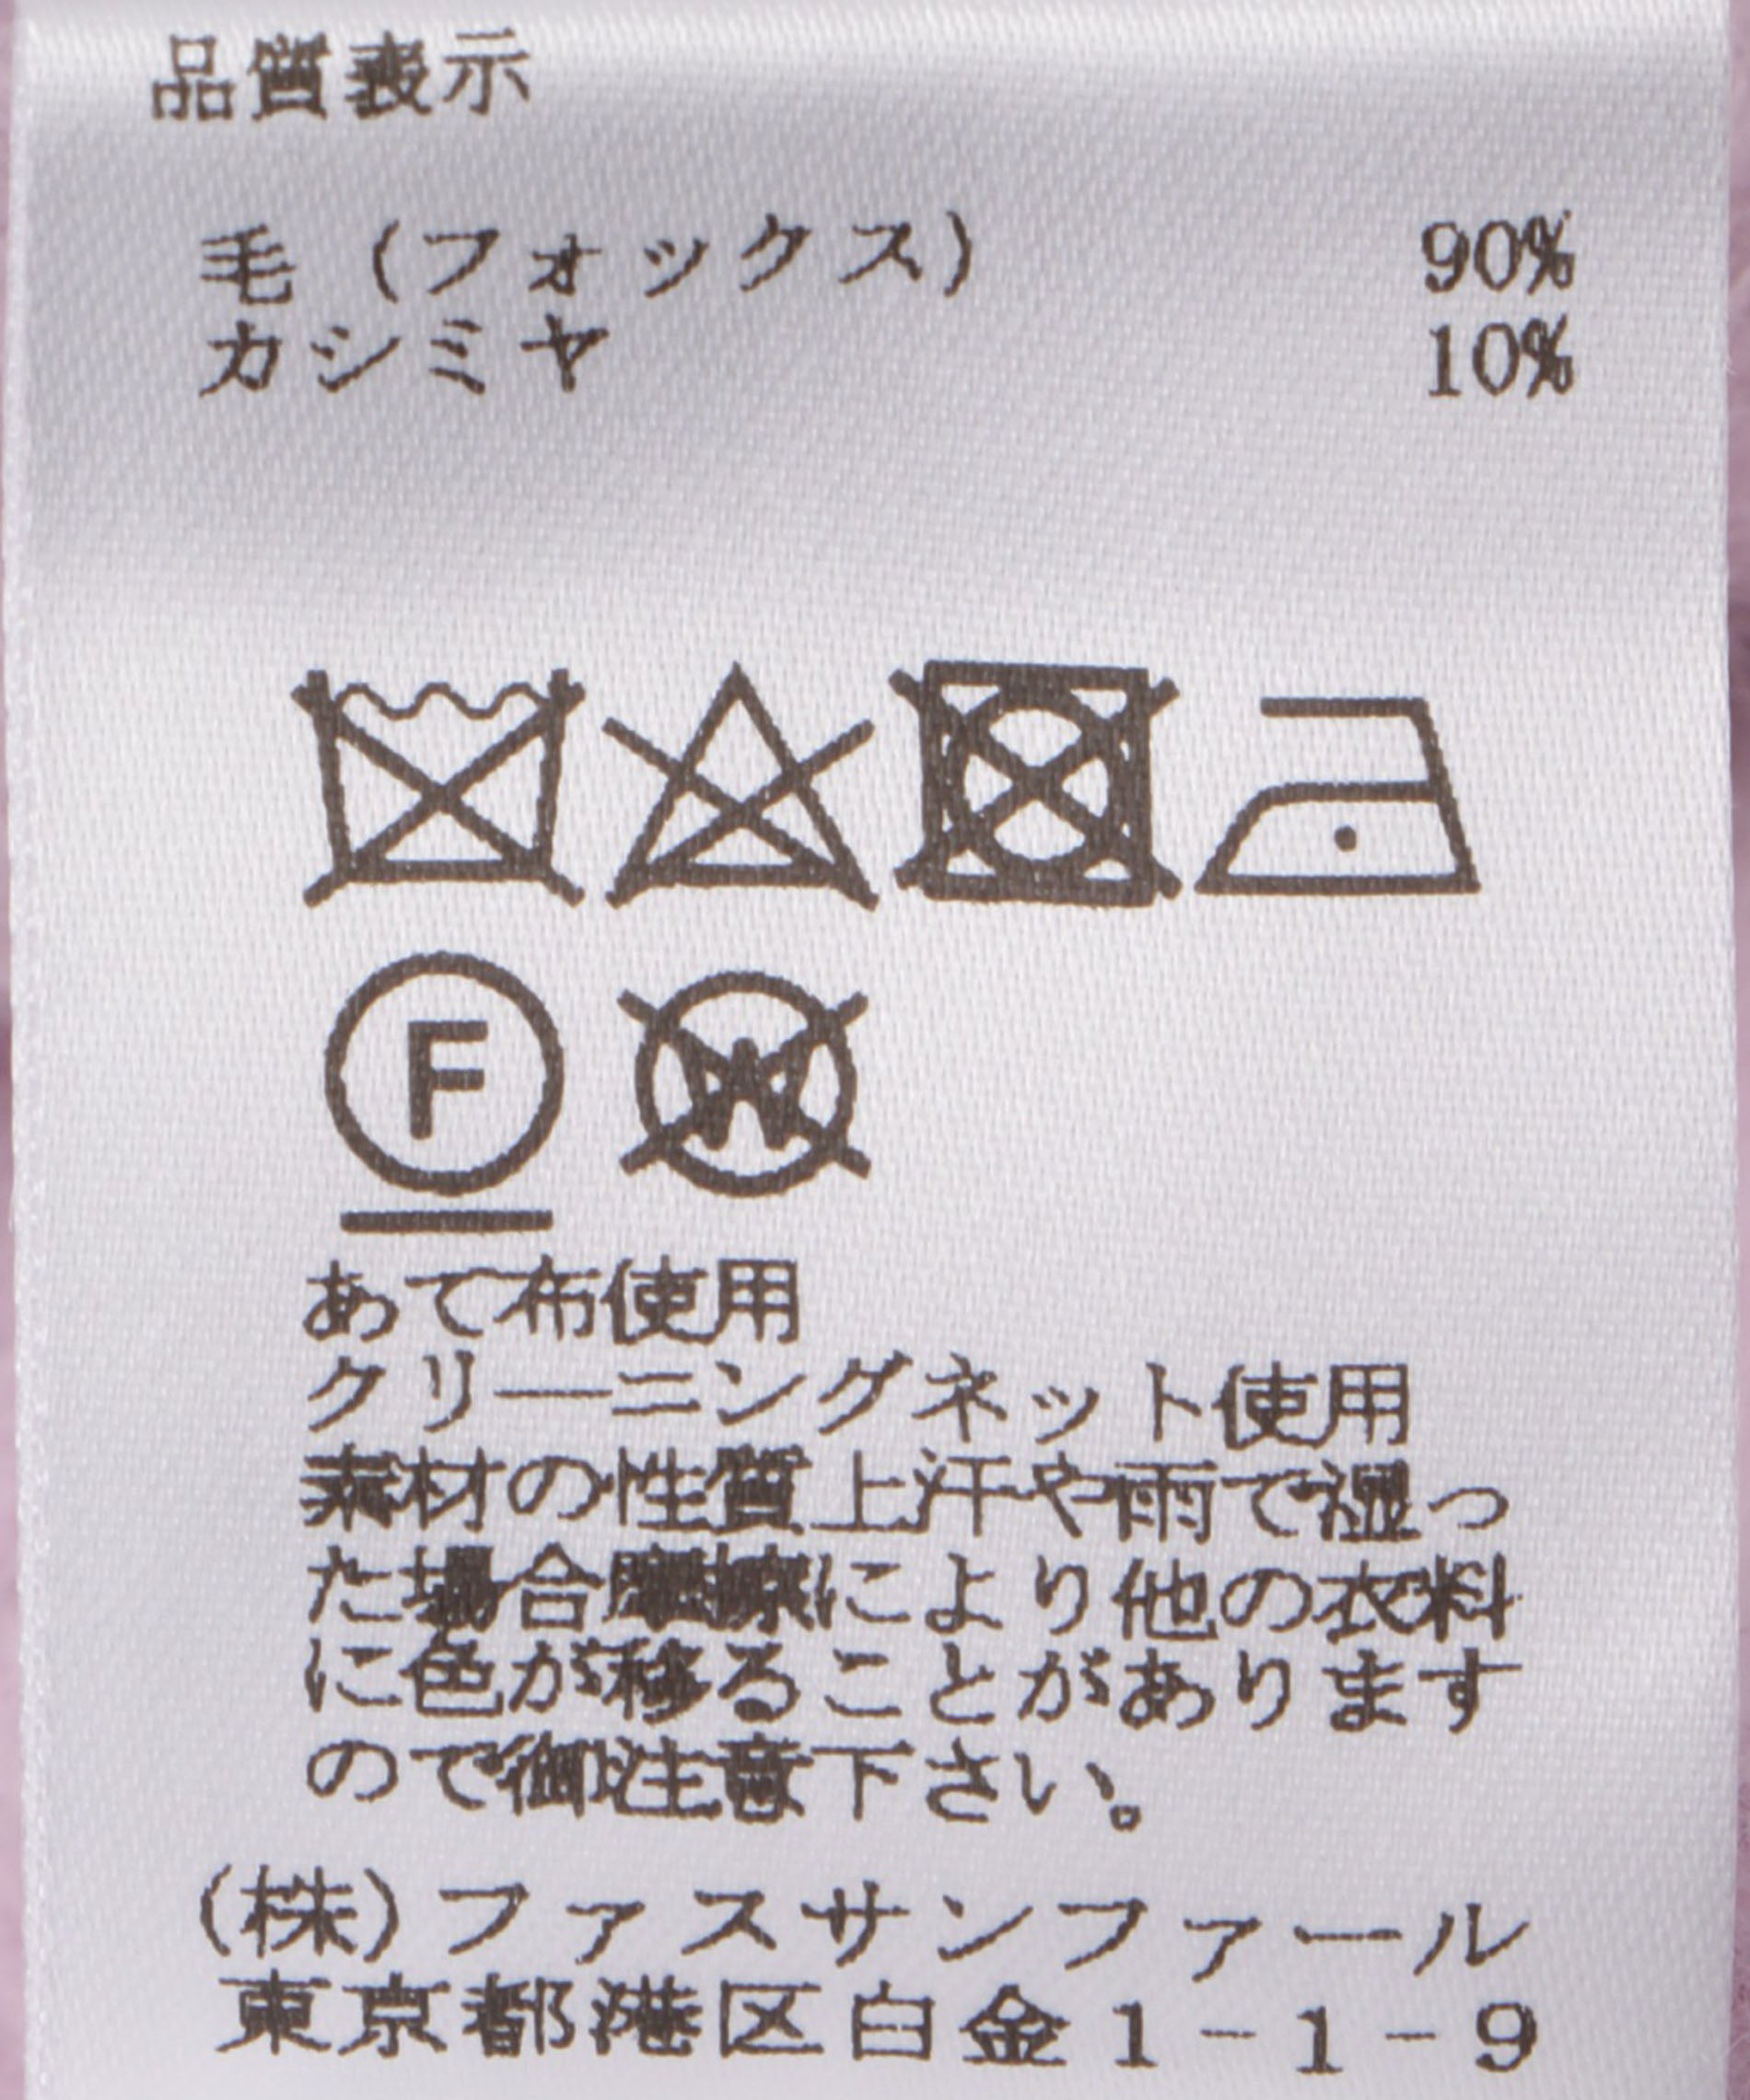 品質表示
毛(フォックス) 90%
カシミヤ 10%
F
W
あて布使用
クリーニングネット使用
素材の性質上汗や雨で湿っ
た場合摩擦により他の衣料
に色が移ることがあります
ので御注意下さい。
(株)ファスサンファール
東京都港区白金1-1-9